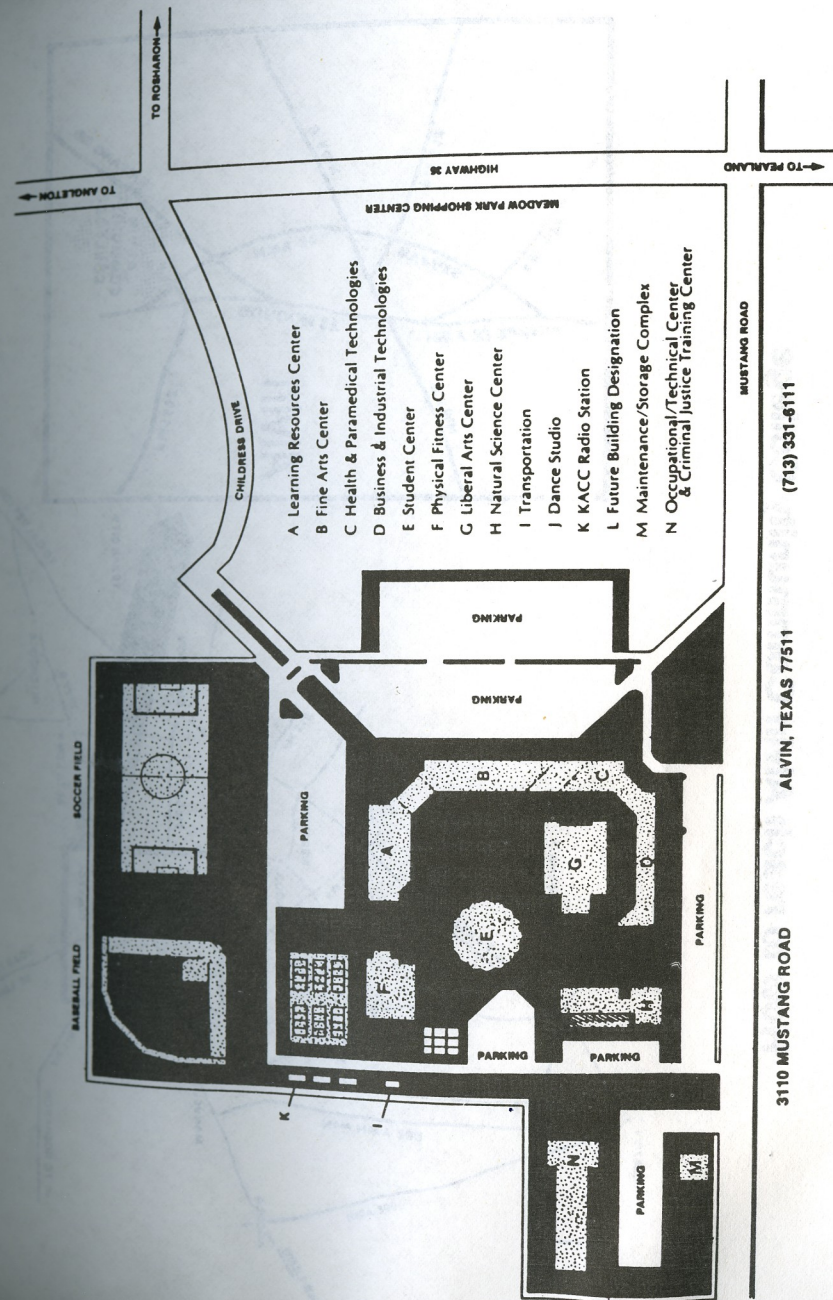 BASEBALL FIELD
SOCCER FIELD
TO ANGLETON
TO ROSHARON
CHILDRESS DRIVE
K
I
F
PARKING
A
MEADOW PARK SHOPPING CENTER
HIGHWAY 35
PARKING
E
B
PARKING
PARKING
A Learning Resources Center
B Fine Arts Center
C Health & Paramedical Technologies
D Business & Industrial Technologies
E Student Center
F Physical Fitness Center
G Liberal Arts Center
H Natural Science Center
I Transportation
J Dance Studio
K KACC Radio Station
L Future Building Designation
M Maintenance/Storage Complex
N Occupational/Technical Center
& Criminal Justice Training Center
N
PARKING
H
G
C
D
PARKING
M
PARKING
MUSTANG ROAD
TO PEARLAND
3110 MUSTANG ROAD
ALVIN, TEXAS 77511
(713) 331-6111